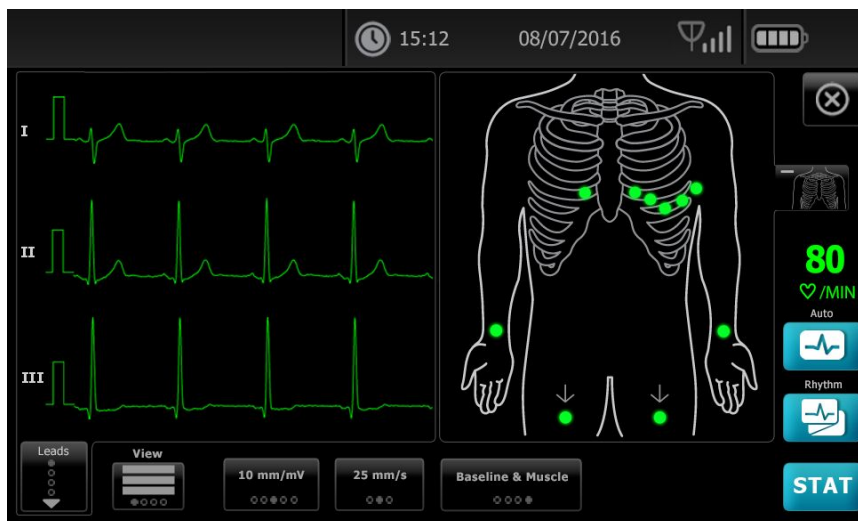 15:12 08/07/2016
I
II
III
80
/MIN
Auto
Rhythm
Leads
View
10 mm/mV
25 mm/s
Baseline & Muscle
STAT